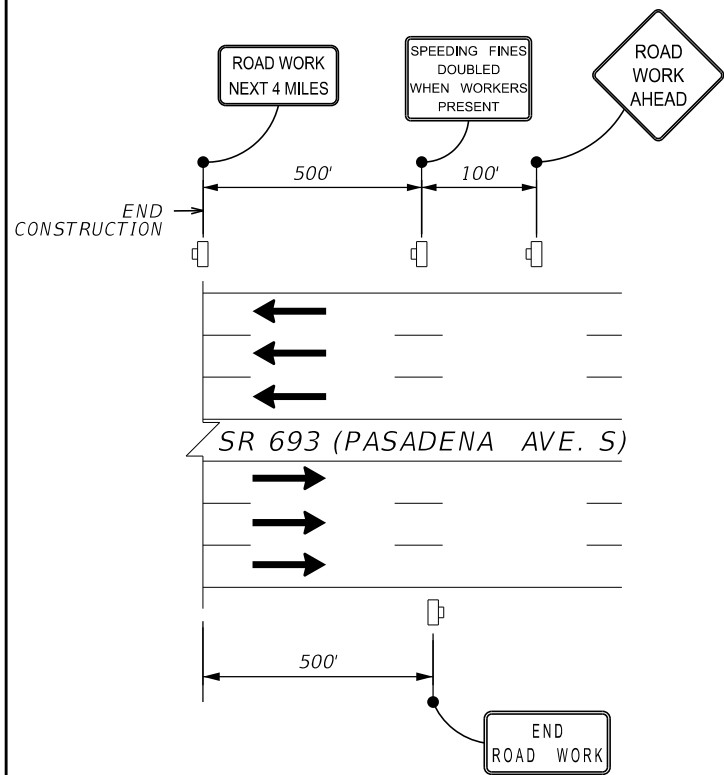 ROAD WORK
NEXT 4 MILES
SPEEDING FINES
DOUBLED
WHEN WORKERS
PRESENT
ROAD
WORK
AHEAD
500'
100'
END
CONSTRUCTION
SR 693 (PASADENA AVE. S)
500'
END
ROAD WORK